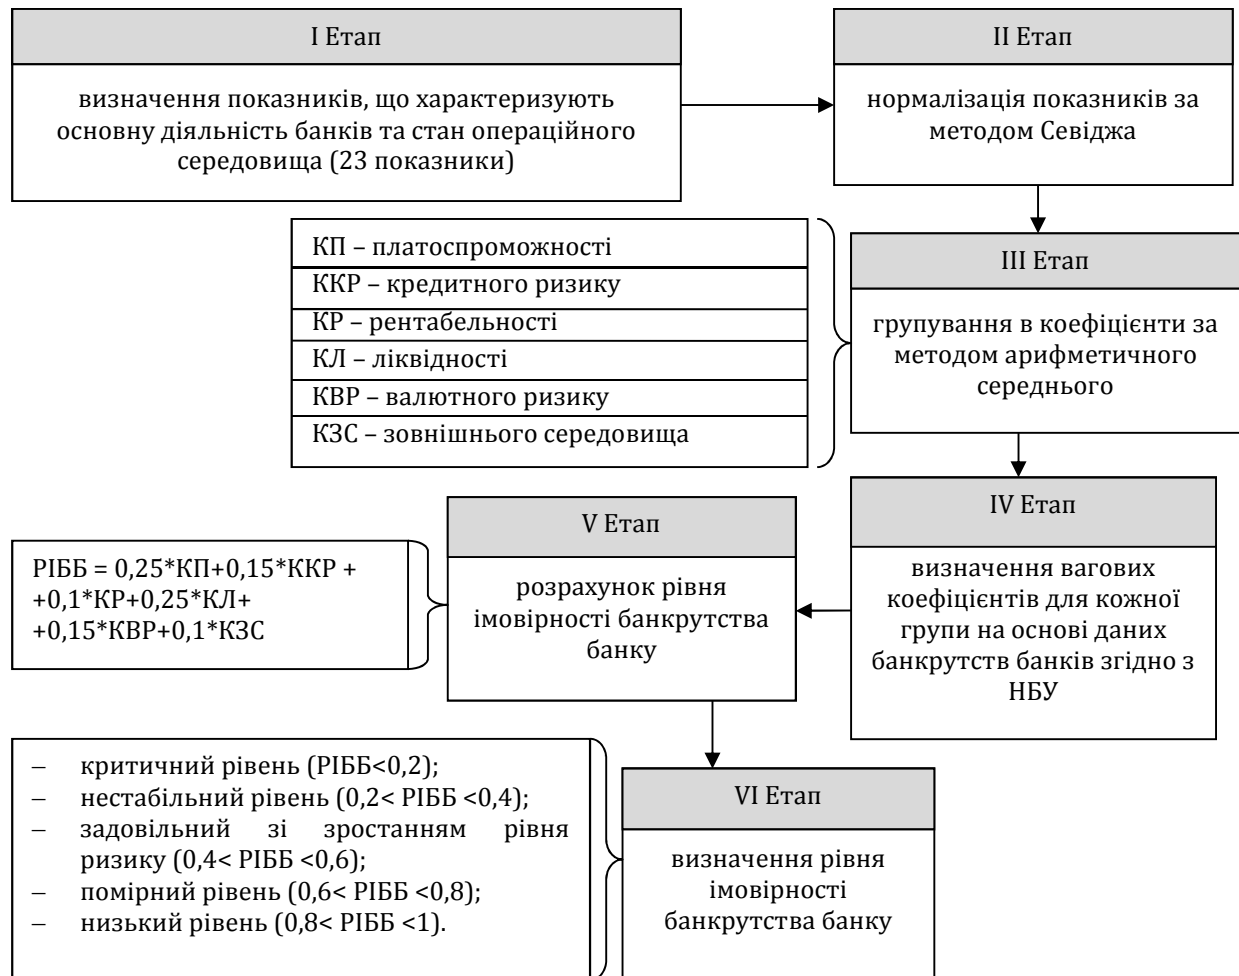 І Етап
визначення показників, що характеризують
основну діяльність банків та стан операційного
середовища (23 показники)
ІІ Етап
нормалізація показників за
методом Севіджа
КП – платоспроможності
ККР – кредитного ризику
КР – рентабельності
КЛ – ліквідності
КВР – валютного ризику
КЗС – зовнішнього середовища
ІІІ Етап
групування в коефіцієнти за
методом арифметичного
середнього
IV Етап
визначення вагових
коефіцієнтів для кожної
групи на основі даних
банкрутств банків згідно з
НБУ
V Етап
розрахунок рівня
імовірності банкрутства
банку
РІББ = 0,25*КП+0,15*ККР +
+0,1*КР+0,25*КЛ+
+0,15*КВР+0,1*КЗС
– критичний рівень (РІББ<0,2);
– нестабільний рівень (0,2< РІББ <0,4);
– задовільний зі зростанням рівня
ризику (0,4< РІББ <0,6);
– помірний рівень (0,6< РІББ <0,8);
– низький рівень (0,8< РІББ <1).
VI Етап
визначення рівня
імовірності
банкрутства банку